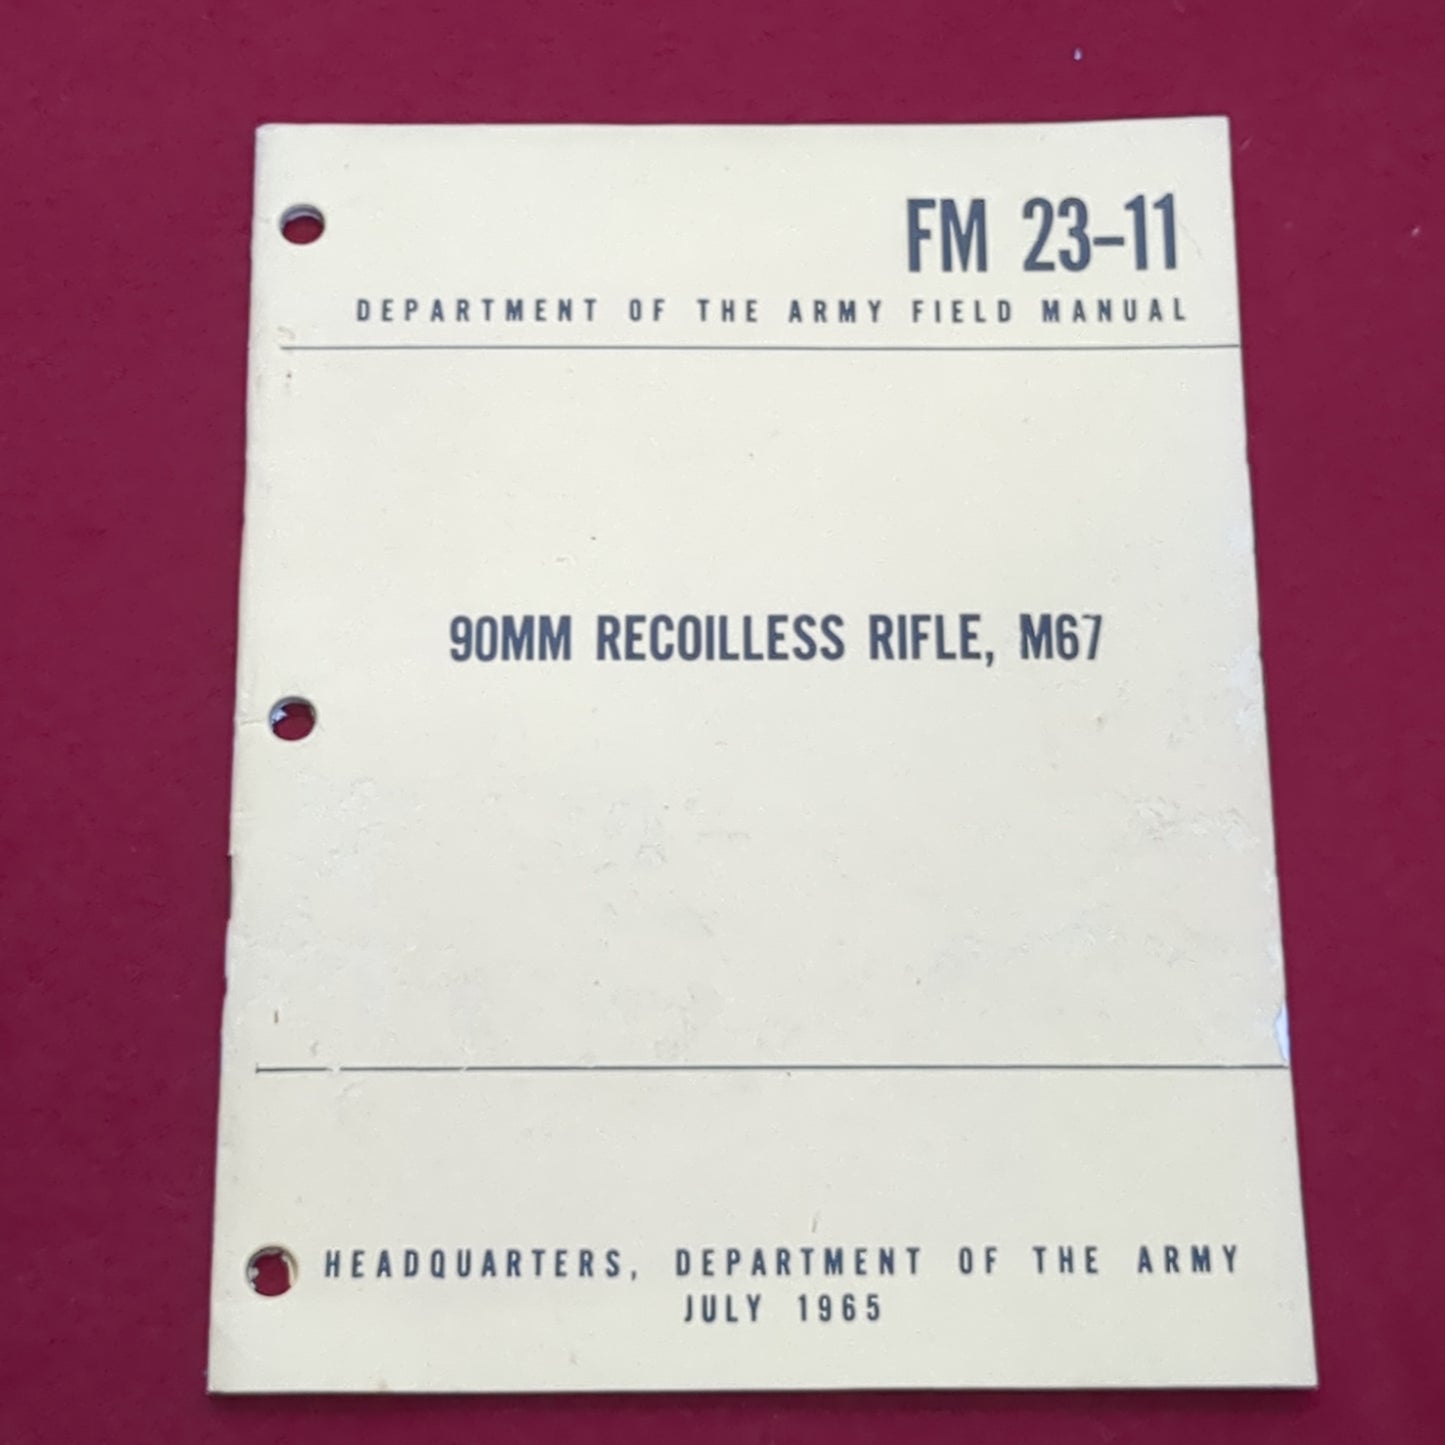 FM 23-11
DEPARTMENT OF THE ARMY FIELD MANUAL
90MM RECOILLESS RIFLE, M67
HEADQUARTERS, DEPARTMENT OF THE ARMY
JULY 1965